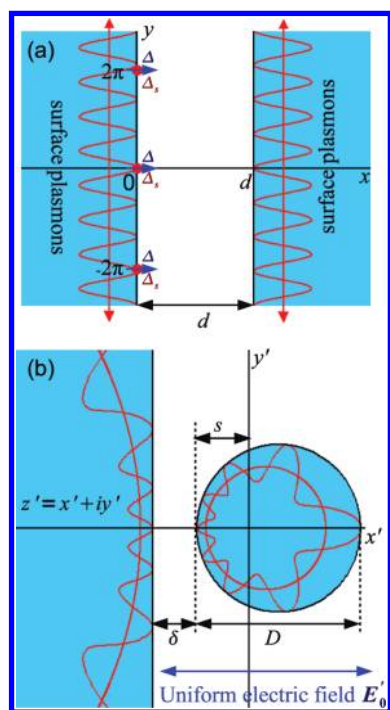 (a)
y
surface plasmons
surface plasmons
2π
Δ
Δs
0
Δ
Δs
d
x
-2π
Δ
Δs
d
(b)
y'
s
z'=x'+iy'
x'
δ
D
Uniform electric field E'₀